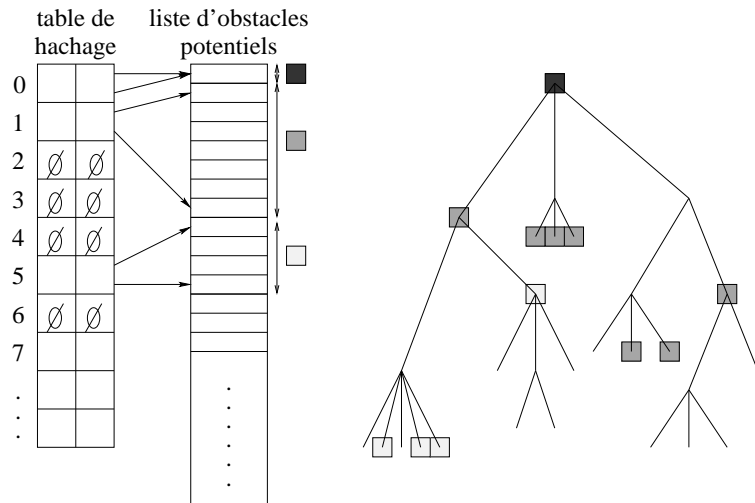 table de
hachage
liste d'obstacles
potentiels
0
1
2 Ø Ø
3 Ø Ø
4 Ø Ø
5
6 Ø Ø
7
.
.
.
.
.
.
.
.
.